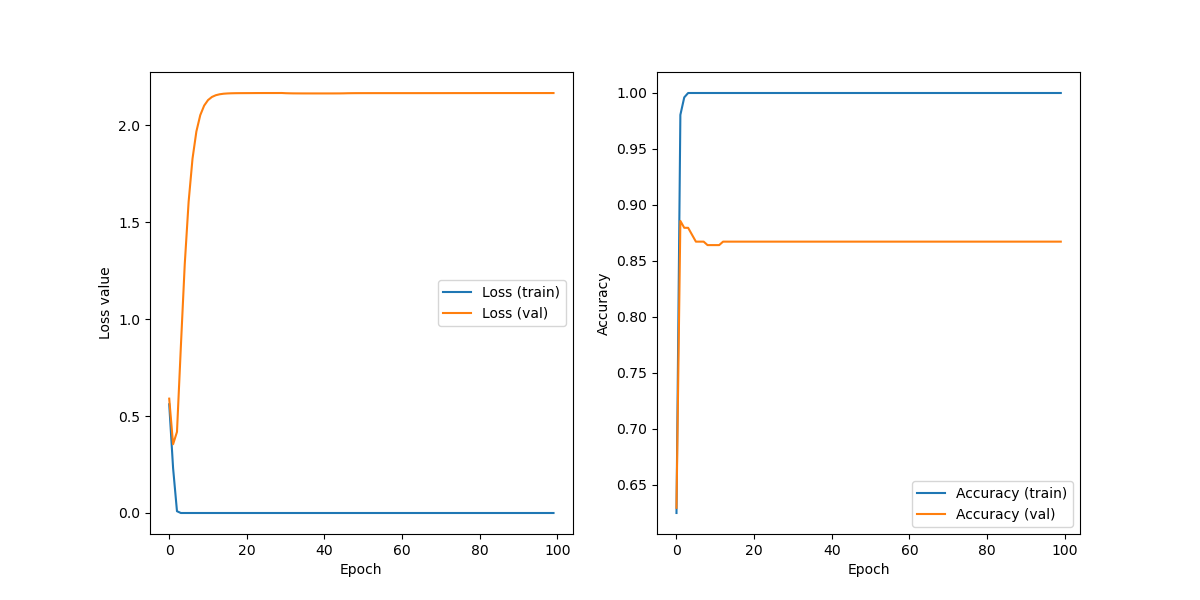 2.0
1.5
1.0
0.5
0.0
Loss value
0 20 40 60 80 100
Epoch
Loss (train)
Loss (val)
1.00
0.95
0.90
0.85
0.80
0.75
0.70
0.65
Accuracy
0 20 40 60 80 100
Epoch
Accuracy (train)
Accuracy (val)